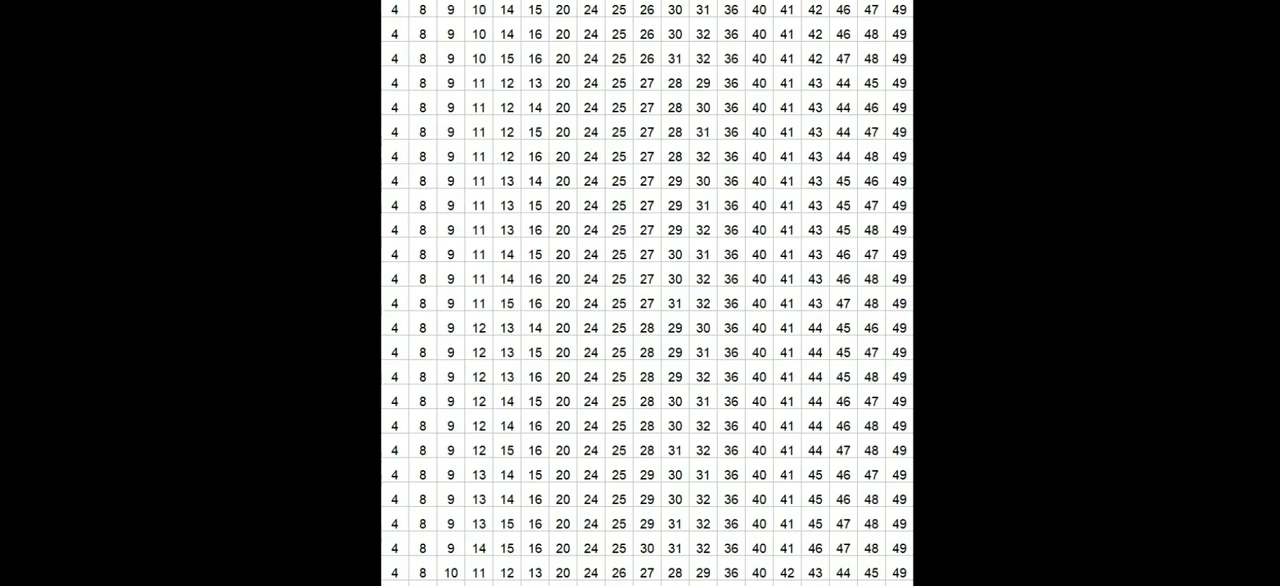 4 8 9 10 14 15 20 24 25 26 30 31 36 40 41 42 46 47 49
4 8 9 10 14 16 20 24 25 26 30 32 36 40 41 42 46 48 49
4 8 9 10 15 16 20 24 25 26 31 32 36 40 41 42 47 48 49
4 8 9 11 12 13 20 24 25 27 28 29 36 40 41 43 44 45 49
4 8 9 11 12 14 20 24 25 27 28 30 36 40 41 43 44 46 49
4 8 9 11 12 15 20 24 25 27 28 31 36 40 41 43 44 47 49
4 8 9 11 12 16 20 24 25 27 28 32 36 40 41 43 44 48 49
4 8 9 11 13 14 20 24 25 27 29 30 36 40 41 43 45 46 49
4 8 9 11 13 15 20 24 25 27 29 31 36 40 41 43 45 47 49
4 8 9 11 13 16 20 24 25 27 29 32 36 40 41 43 45 48 49
4 8 9 11 14 15 20 24 25 27 30 31 36 40 41 43 46 47 49
4 8 9 11 14 16 20 24 25 27 30 32 36 40 41 43 46 48 49
4 8 9 11 15 16 20 24 25 27 31 32 36 40 41 43 47 48 49
4 8 9 12 13 14 20 24 25 28 29 30 36 40 41 44 45 46 49
4 8 9 12 13 15 20 24 25 28 29 31 36 40 41 44 45 47 49
4 8 9 12 13 16 20 24 25 28 29 32 36 40 41 44 45 48 49
4 8 9 12 14 15 20 24 25 28 30 31 36 40 41 44 46 47 49
4 8 9 12 14 16 20 24 25 28 30 32 36 40 41 44 46 48 49
4 8 9 12 15 16 20 24 25 28 31 32 36 40 41 44 47 48 49
4 8 9 13 14 15 20 24 25 29 30 31 36 40 41 45 46 47 49
4 8 9 13 14 16 20 24 25 29 30 32 36 40 41 45 46 48 49
4 8 9 13 15 16 20 24 25 29 31 32 36 40 41 45 47 48 49
4 8 9 14 15 16 20 24 25 30 31 32 36 40 41 46 47 48 49
4 8 10 11 12 13 20 24 26 27 28 29 36 40 42 43 44 45 49